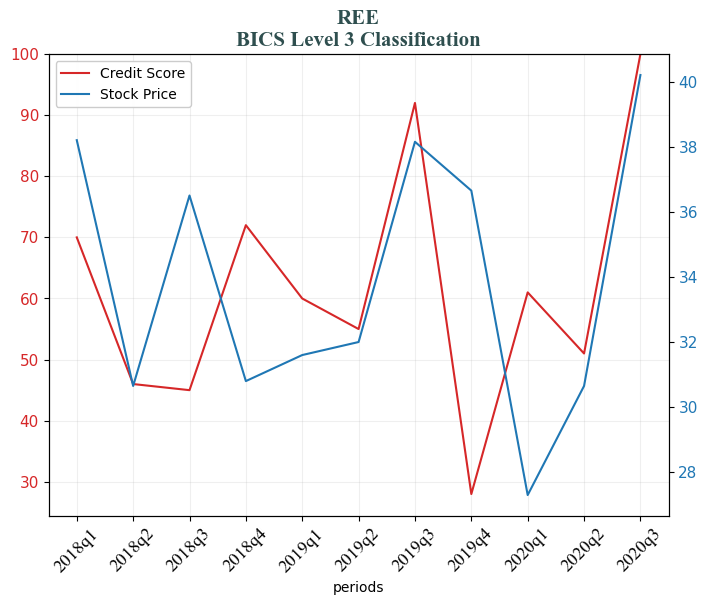 REE
BICS Level 3 Classification
Credit Score
Stock Price
100
90
80
70
60
50
40
30
40
38
36
34
32
30
28
2018q1
2018q2
2018q3
2018q4
2019q1
2019q2
2019q3
2019q4
2020q1
2020q2
2020q3
periods